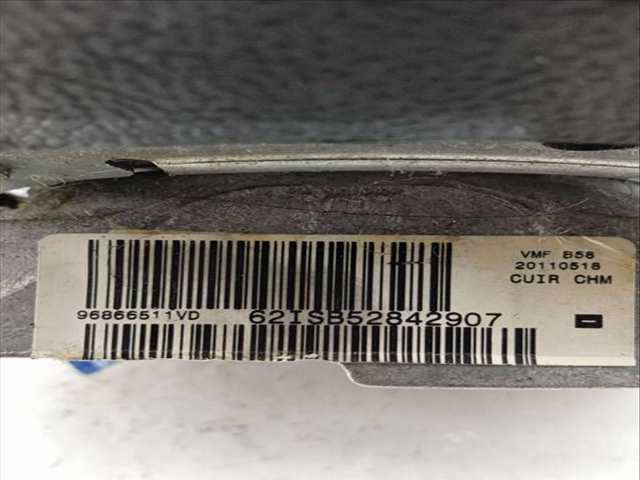 VMF B58
20110518
CUIR CHM
96866511VD 62ISB52842907